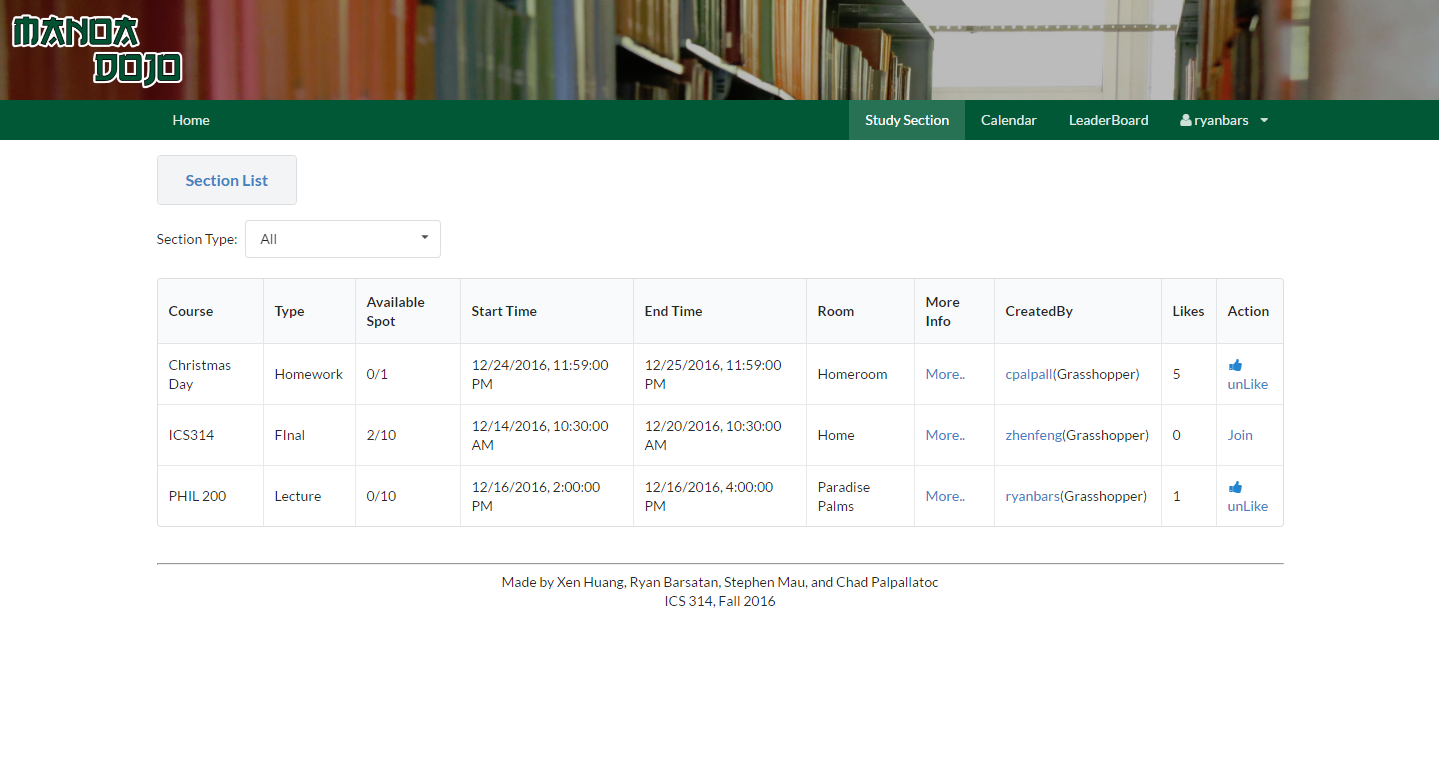 MANOA
DOJO
Home
Study Section
Calendar
LeaderBoard
ryanbars
Section List
Section Type:
All
Course
Type
Available
Spot
Start Time
End Time
Room
More
Info
CreatedBy
Likes
Action
Christmas
Day
Homework
0/1
12/24/2016, 11:59:00
PM
12/25/2016, 11:59:00
PM
Homeroom
More..
cpalpall(Grasshopper)
5
unLike
ICS314
FInal
2/10
12/14/2016, 10:30:00
AM
12/20/2016, 10:30:00
AM
Home
More..
zhenfeng(Grasshopper)
0
Join
PHIL 200
Lecture
0/10
12/16/2016, 2:00:00
PM
12/16/2016, 4:00:00
PM
Paradise
Palms
More..
ryanbars(Grasshopper)
1
unLike
Made by Xen Huang, Ryan Barsatan, Stephen Mau, and Chad Palpallatoc
ICS 314, Fall 2016